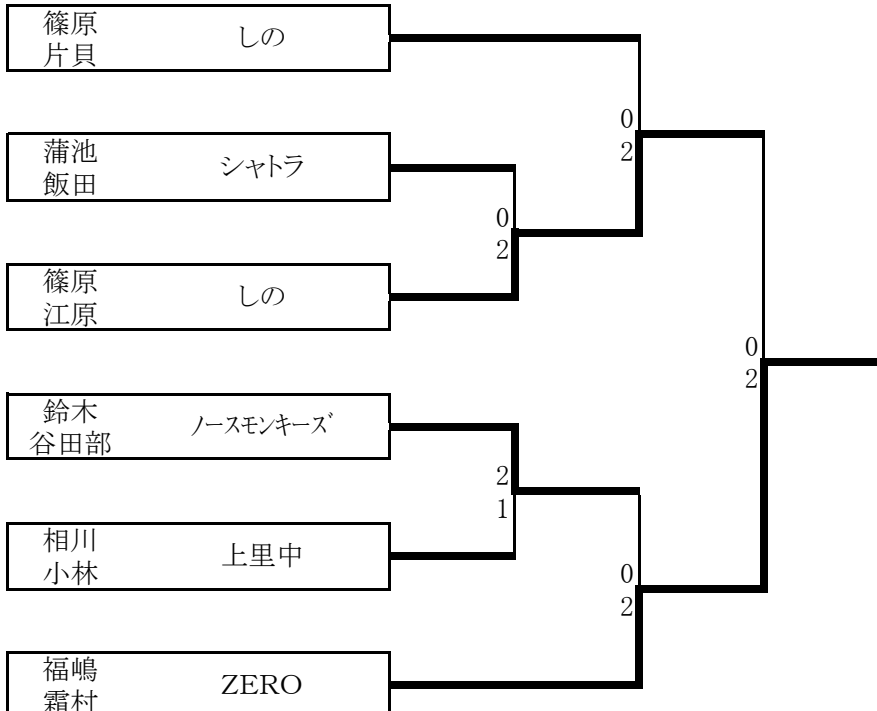 篠原
片貝
しの
0
2
蒲池
飯田
シャトラ
0
2
篠原
江原
しの
0
2
鈴木
谷田部
ノースモンキーズ
2
1
相川
小林
上里中
0
2
福嶋
霜村
ZERO